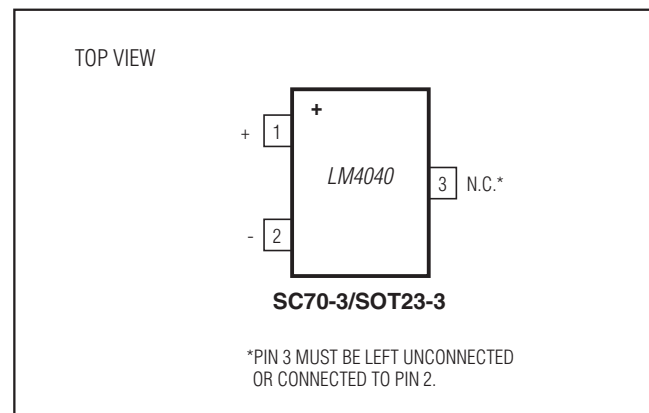 TOP VIEW
+
+ 1
LM4040
3 N.C.*
- 2
SC70-3/SOT23-3
*PIN 3 MUST BE LEFT UNCONNECTED
OR CONNECTED TO PIN 2.